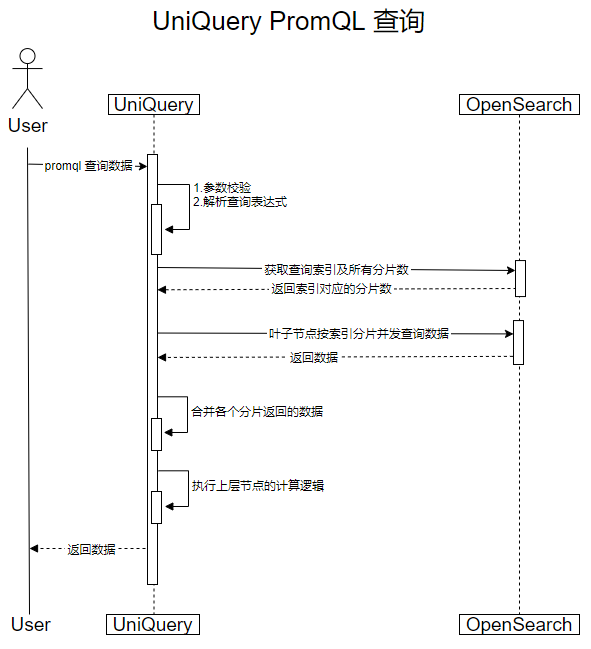 UniQuery PromQL 查询
User
UniQuery
OpenSearch
promql 查询数据
1.参数校验
2.解析查询表达式
获取查询索引及所有分片数
返回索引对应的分片数
叶子节点按索引分片并发查询数据
返回数据
合并各个分片返回的数据
执行上层节点的计算逻辑
返回数据
User
UniQuery
OpenSearch